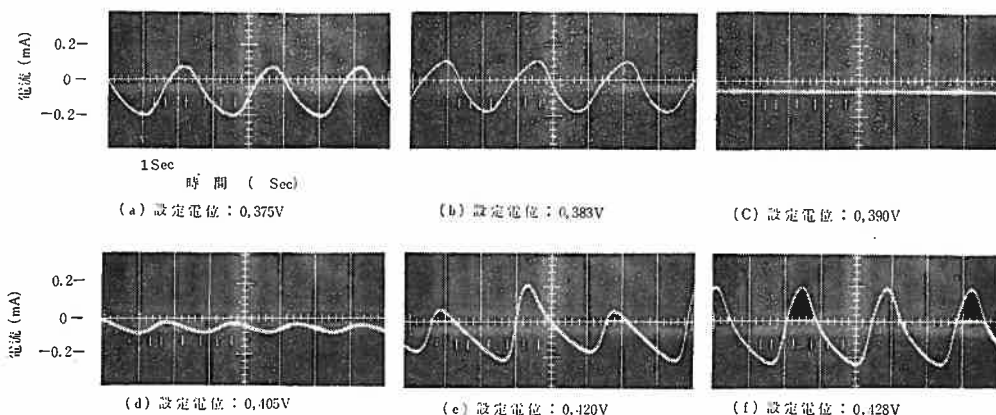 電流 (mA)
0.2
0
-0.2
1Sec
時 間 ( Sec)
(a) 設定電位:0,375V
(b) 設定電位:0,383V
(C) 設定電位:0,390V
電流 (mA)
0.2
0
-0.2
(d) 設定電位:0,405V
(e) 設定電位:0,420V
(f) 設定電位:0,428V